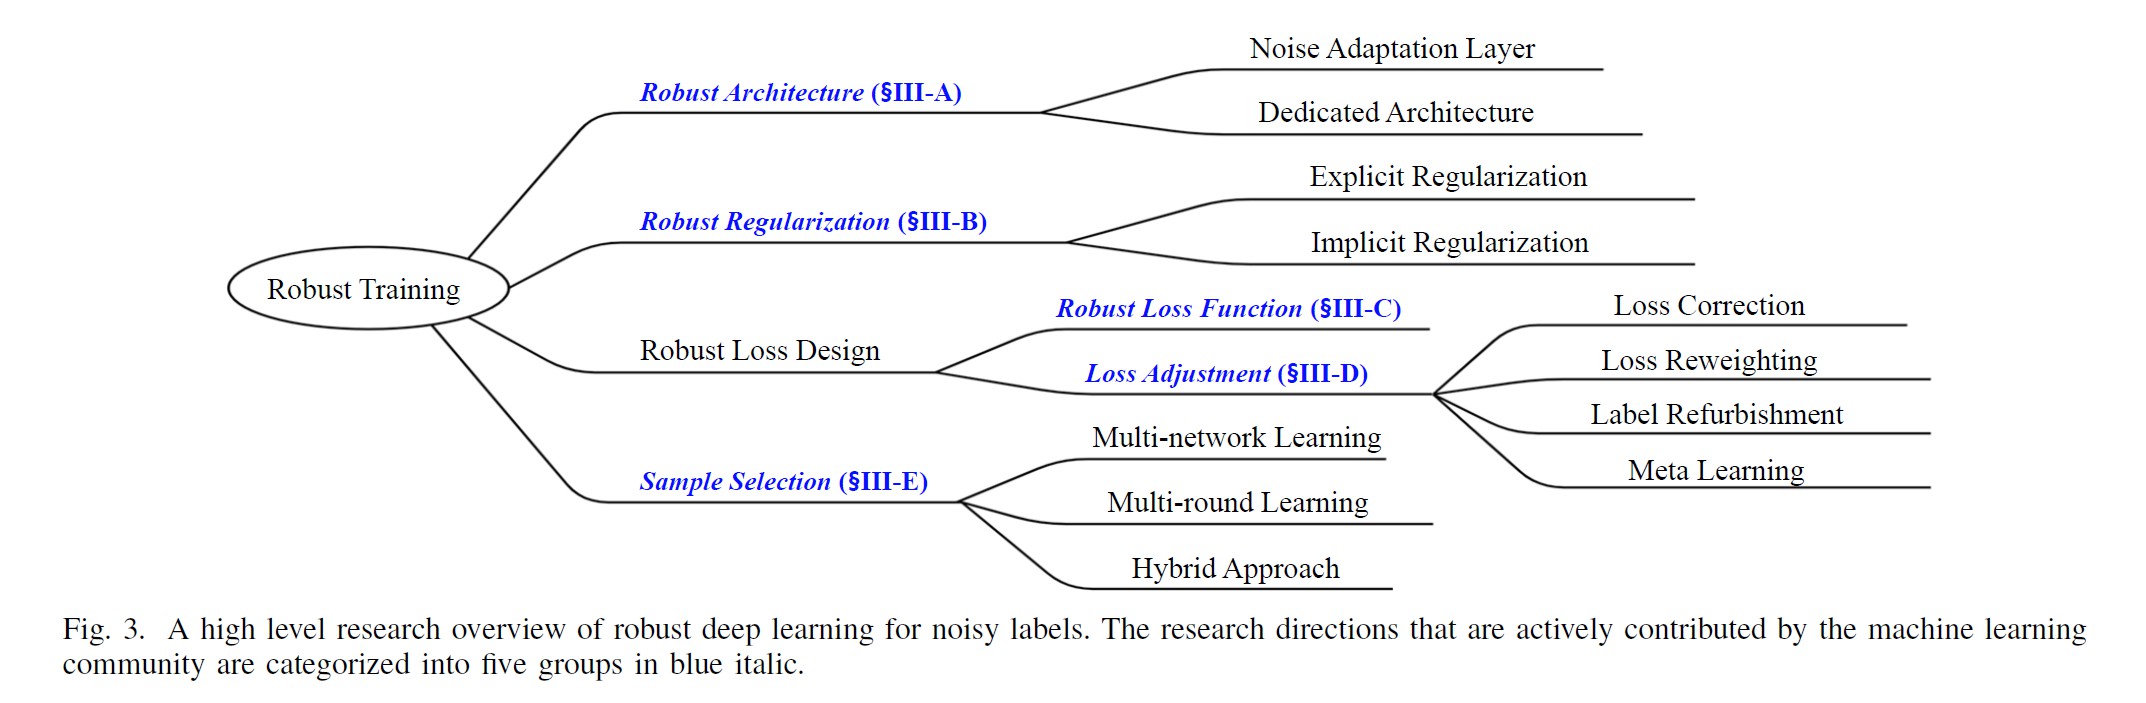 Noise Adaptation Layer
Robust Architecture (§III-A)
Dedicated Architecture
Explicit Regularization
Robust Regularization (§III-B)
Implicit Regularization
Robust Training
Robust Loss Function (§III-C)
Loss Correction
Robust Loss Design
Loss Reweighting
Loss Adjustment (§III-D)
Label Refurbishment
Multi-network Learning
Meta Learning
Sample Selection (§III-E)
Multi-round Learning
Hybrid Approach
Fig. 3. A high level research overview of robust deep learning for noisy labels. The research directions that are actively contributed by the machine learning
community are categorized into five groups in blue italic.